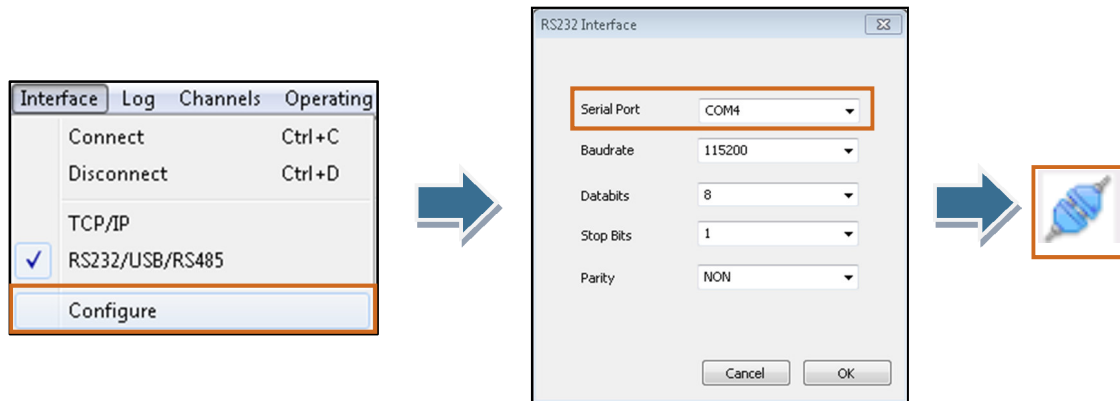 Interface Log Channels Operating
Connect Ctrl+C
Disconnect Ctrl+D
TCP/IP
RS232/USB/RS485
Configure
RS232 Interface
Serial Port COM4
Baudrate 115200
Databits 8
Stop Bits 1
Parity NON
Cancel OK